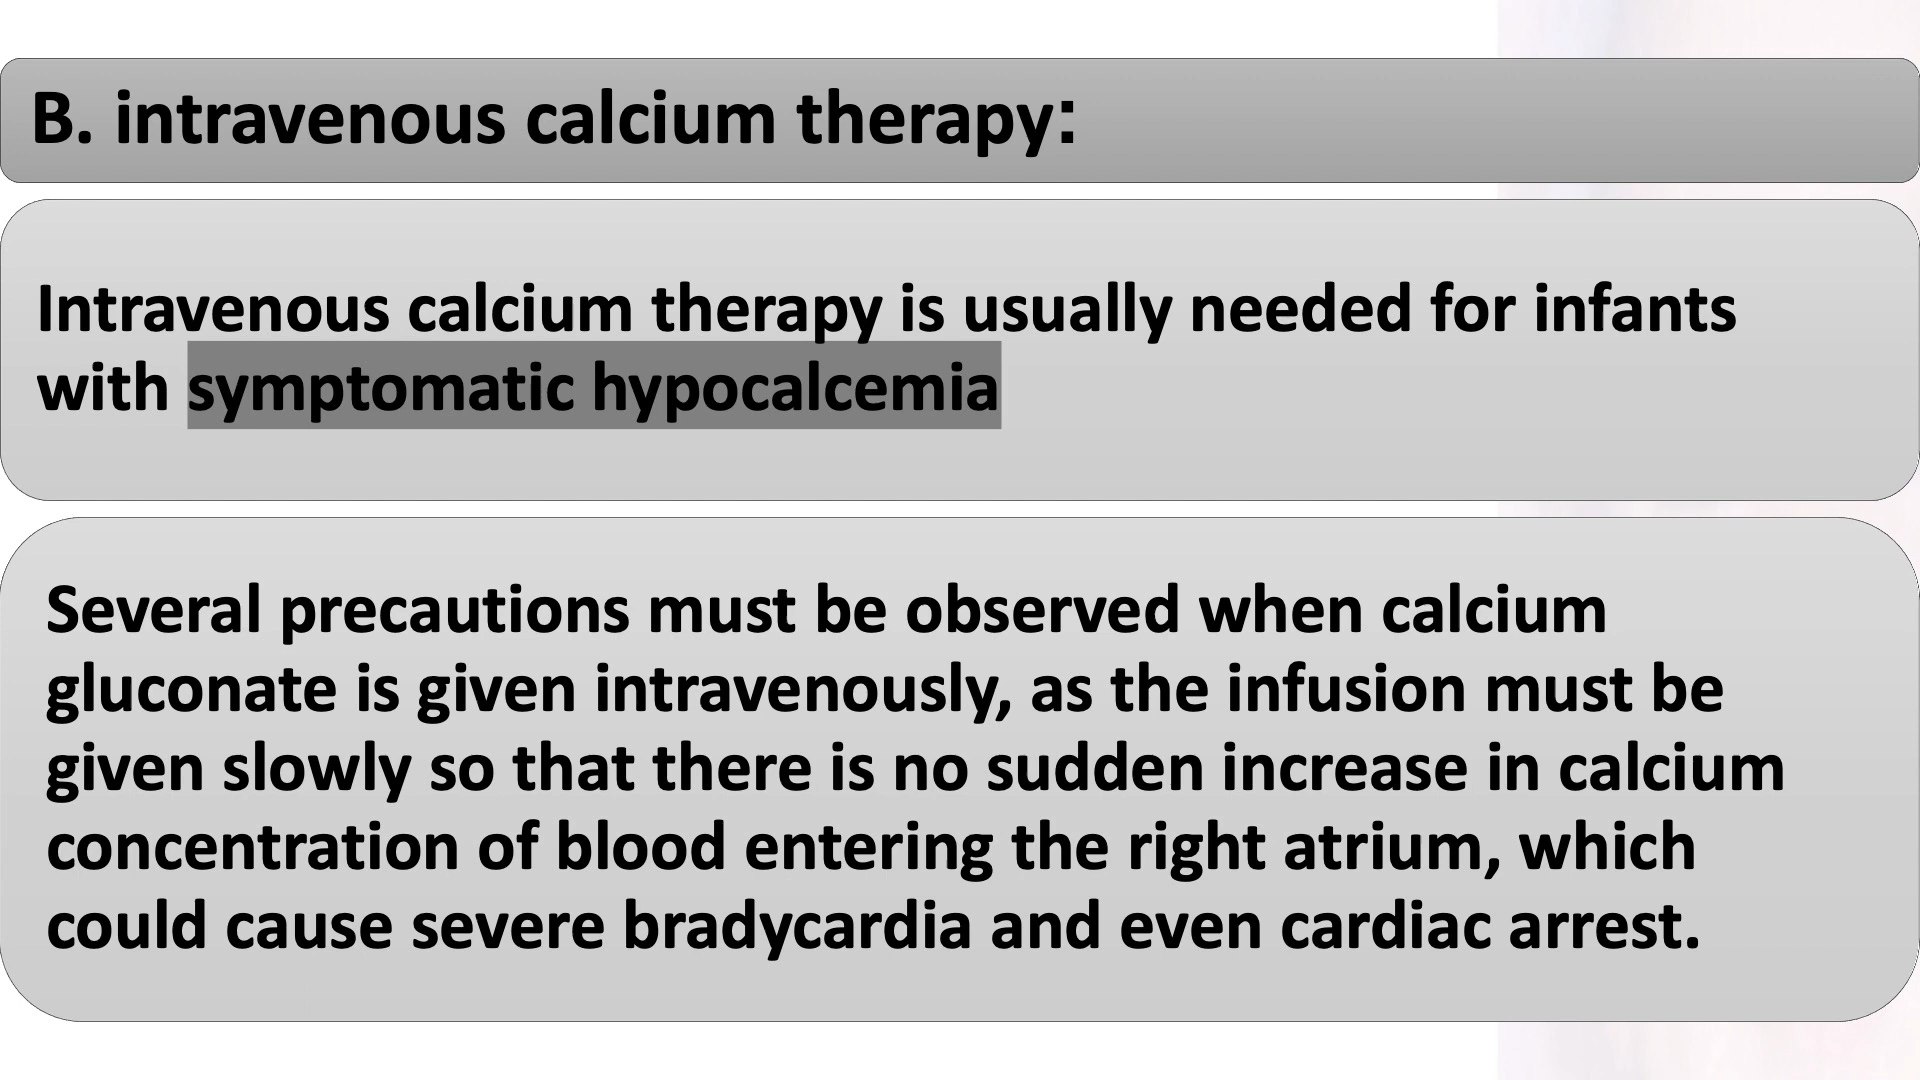 B. intravenous calcium therapy:
Intravenous calcium therapy is usually needed for infants
with symptomatic hypocalcemia
Several precautions must be observed when calcium
gluconate is given intravenously, as the infusion must be
given slowly so that there is no sudden increase in calcium
concentration of blood entering the right atrium, which
could cause severe bradycardia and even cardiac arrest.